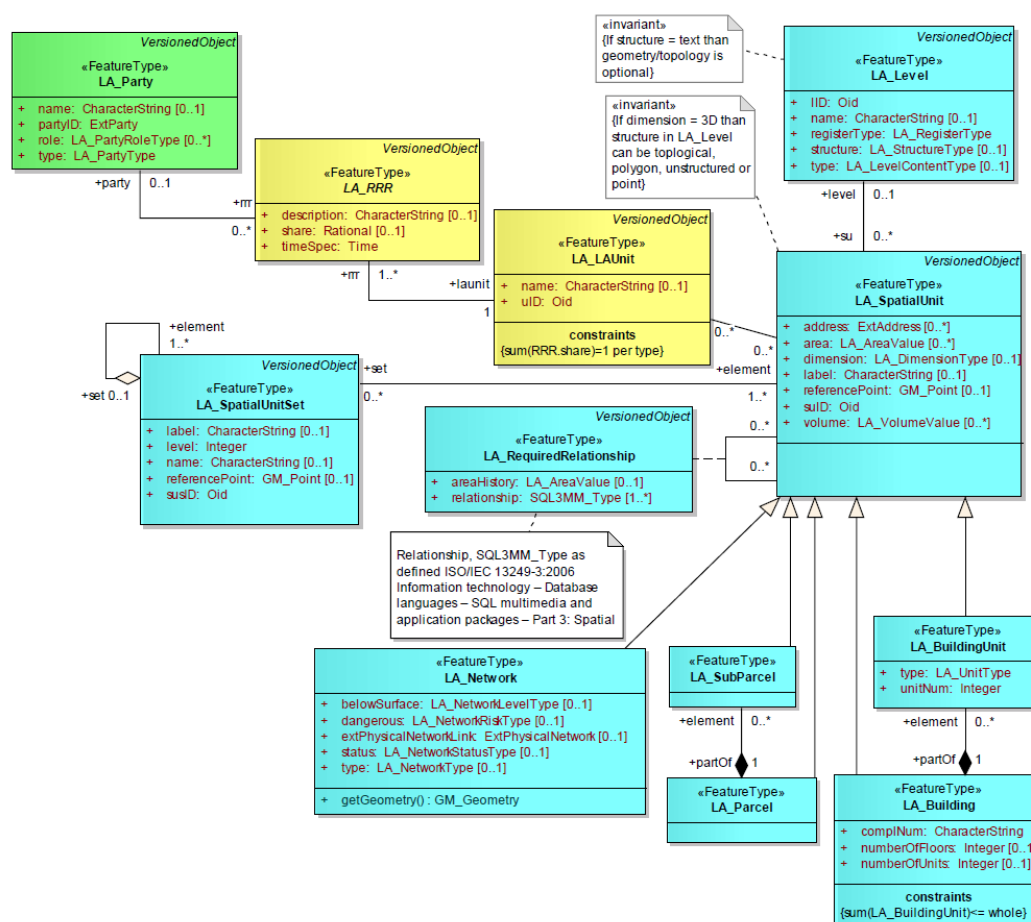 VersionedObject
«FeatureType»
LA_Party
+ name: CharacterString [0..1]
+ partyID: ExtParty
+ role: LA_PartyRoleType [0..*]
+ type: LA_PartyType
+party 0..1
+rrr
0..*
VersionedObject
«FeatureType»
LA_RRR
+ description: CharacterString [0..1]
+ share: Rational [0..1]
+ timeSpec: Time
+rrr 1..*
+launit
1
VersionedObject
«FeatureType»
LA_LAUnit
+ name: CharacterString [0..1]
+ uID: Oid
constraints
{sum(RRR.share)=1 per type}
0..*
0..*
«invariant»
{If structure = text than
geometry/topology is
optional}
«invariant»
{If dimension = 3D than
structure in LA_Level
can be toplogical,
polygon, unstructured or
point}
VersionedObject
«FeatureType»
LA_Level
+ lID: Oid
+ name: CharacterString [0..1]
+ registerType: LA_RegisterType
+ structure: LA_StructureType [0..1]
+ type: LA_LevelContentType [0..1]
+level 0..1
+su 0..*
VersionedObject
«FeatureType»
LA_SpatialUnit
+ address: ExtAddress [0..*]
+ area: LA_AreaValue [0..*]
+ dimension: LA_DimensionType [0..1]
+ label: CharacterString [0..1]
+ referencePoint: GM_Point [0..1]
+ suID: Oid
+ volume: LA_VolumeValue [0..*]
+element
1..*
+set 0..1
VersionedObject
«FeatureType»
LA_SpatialUnitSet
+ label: CharacterString [0..1]
+ level: Integer
+ name: CharacterString [0..1]
+ referencePoint: GM_Point [0..1]
+ susID: Oid
+set
0..*
+element
1..*
0..*
0..*
VersionedObject
«FeatureType»
LA_RequiredRelationship
+ areaHistory: LA_AreaValue [0..1]
+ relationship: SQL3MM_Type [1..*]
Relationship, SQL3MM_Type as
defined ISO/IEC 13249-3:2006
Information technology – Database
languages – SQL multimedia and
application packages – Part 3: Spatial
«FeatureType»
LA_Network
+ belowSurface: LA_NetworkLevelType [0..1]
+ dangerous: LA_NetworkRiskType [0..1]
+ extPhysicalNetworkLink: ExtPhysicalNetwork [0..1]
+ status: LA_NetworkStatusType [0..1]
+ type: LA_NetworkType [0..1]
+ getGeometry() : GM_Geometry
«FeatureType»
LA_SubParcel
+element 0..*
+partOf 1
«FeatureType»
LA_Parcel
«FeatureType»
LA_BuildingUnit
+ type: LA_UnitType
+ unitNum: Integer
+element 0..*
+partOf 1
«FeatureType»
LA_Building
+ complNum: CharacterString
+ numberOfFloors: Integer [0..1
+ numberOfUnits: Integer [0..1]
constraints
{sum(LA_BuildingUnit)<= whole}